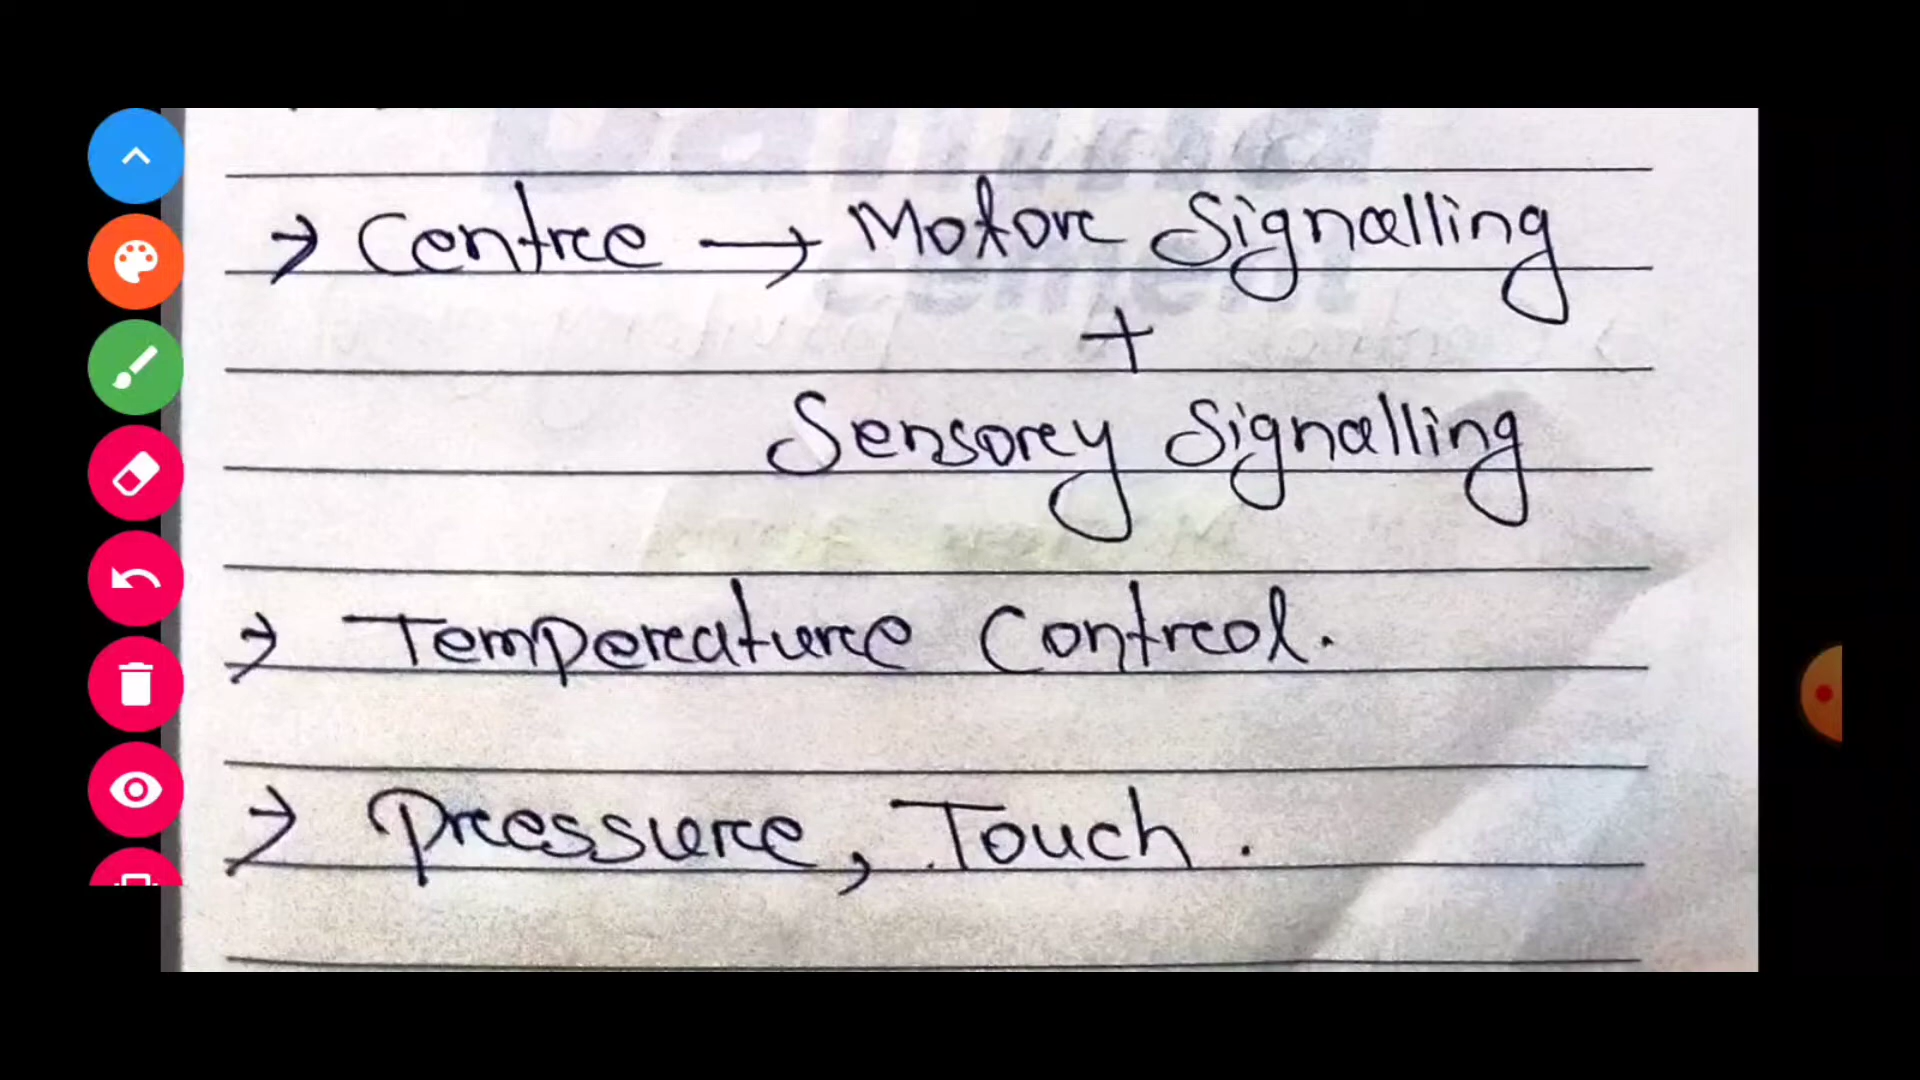 → Centre → Motor Signalling
+
Sensory Signalling
→ Temperature Control.
→ Pressure, Touch.